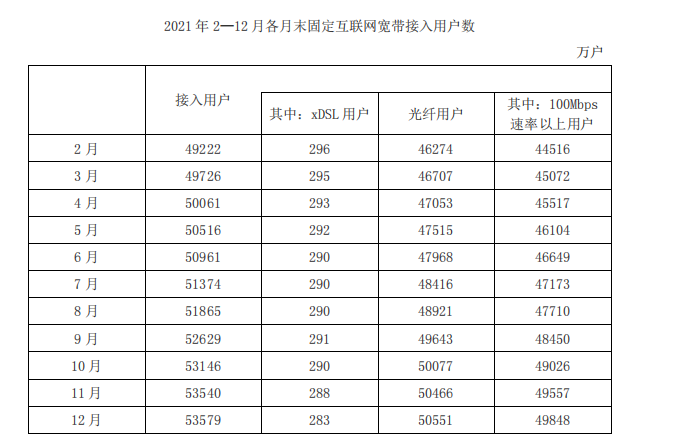 2021 年 2—12 月各月末固定互联网宽带接入用户数
万户
接入用户
其中：xDSL 用户 光纤用户 其中：100Mbps
速率以上用户
2 月 49222 296 46274 44516
3 月 49726 295 46707 45072
4 月 50061 293 47053 45517
5 月 50516 292 47515 46104
6 月 50961 290 47968 46649
7 月 51374 290 48416 47173
8 月 51865 290 48921 47710
9 月 52629 291 49643 48450
10 月 53146 290 50077 49026
11 月 53540 288 50466 49557
12 月 53579 283 50551 49848